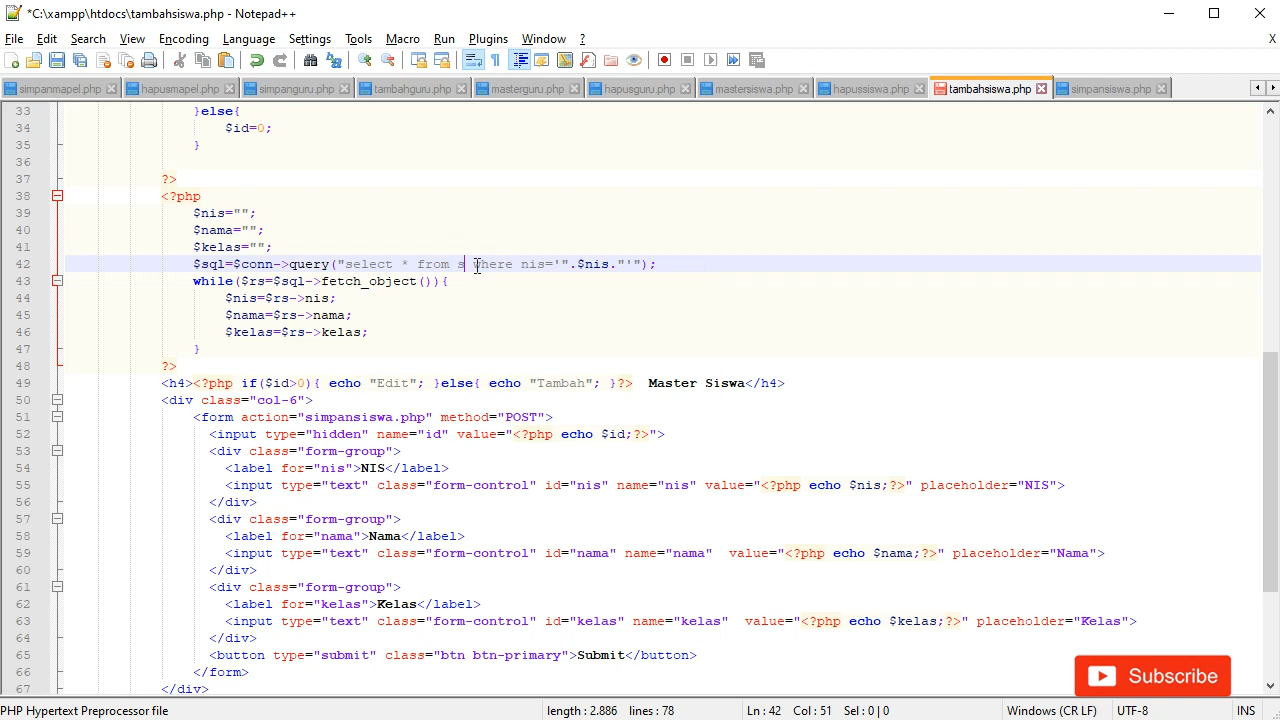 *C:\xampp\htdocs\tambahsiswa.php - Notepad++
File Edit Search View Encoding Language Settings Tools Macro Run Plugins Window ? X
simpanmapel.php hapusmapel.php simpanguru.php tambahguru.php masterguru.php hapusguru.php mastersiswa.php hapussiswa.php tambahsiswa.php simpansiswa.php
33 }else{
34 $id=0;
35 }
36
37 ?>
38 <?php
39 $nis="";
40 $nama="";
41 $kelas="";
42 $sql=$conn->query("select * from s where nis='".$nis."'");
43 while($rs=$sql->fetch_object()){
44 $nis=$rs->nis;
45 $nama=$rs->nama;
46 $kelas=$rs->kelas;
47 }
48 ?>
49 <h4><?php if($id>0){ echo "Edit"; }else{ echo "Tambah"; }?>  Master Siswa</h4>
50 <div class="col-6">
51 <form action="simpansiswa.php" method="POST">
52 <input type="hidden" name="id" value="<?php echo $id;?>">
53 <div class="form-group">
54 <label for="nis">NIS</label>
55 <input type="text" class="form-control" id="nis" name="nis" value="<?php echo $nis;?>" placeholder="NIS">
56 </div>
57 <div class="form-group">
58 <label for="nama">Nama</label>
59 <input type="text" class="form-control" id="nama" name="nama"  value="<?php echo $nama;?>" placeholder="Nama">
60 </div>
61 <div class="form-group">
62 <label for="kelas">Kelas</label>
63 <input type="text" class="form-control" id="kelas" name="kelas"  value="<?php echo $kelas;?>" placeholder="Kelas">
64 </div>
65 <button type="submit" class="btn btn-primary">Submit</button>
66 </form>
67 </div>
Subscribe
PHP Hypertext Preprocessor file length : 2.886 lines : 78 Ln : 42 Col : 51 Sel : 0 | 0 Windows (CR LF) UTF-8 INS